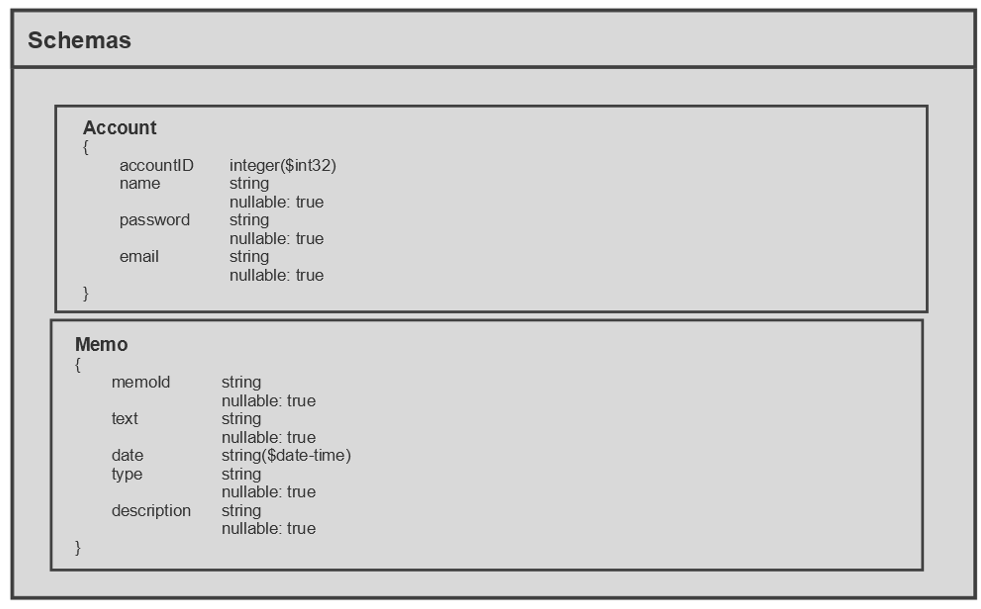 Schemas
Account
{
accountID integer($int32)
name string
nullable: true
password string
nullable: true
email string
nullable: true
}
Memo
{
memoId string
nullable: true
text string
nullable: true
date string($date-time)
type string
nullable: true
description string
nullable: true
}